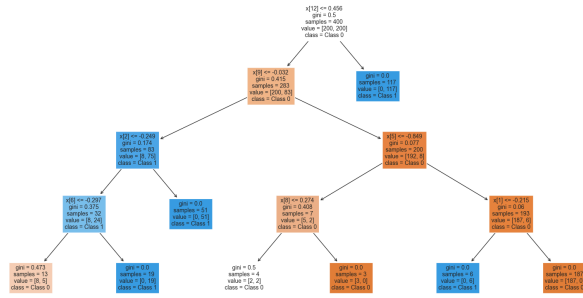 x[12] <= 0.456
gini = 0.5
samples = 400
value = [200, 200]
class = Class 0
x[9] <= -0.032
gini = 0.415
samples = 283
value = [200, 83]
class = Class 0
gini = 0.0
samples = 117
value = [0, 117]
class = Class 1
x[2] <= -0.249
gini = 0.174
samples = 83
value = [8, 75]
class = Class 1
x[5] <= -0.849
gini = 0.077
samples = 200
value = [192, 8]
class = Class 0
x[6] <= -0.297
gini = 0.375
samples = 32
value = [8, 24]
class = Class 1
gini = 0.0
samples = 51
value = [0, 51]
class = Class 1
x[8] <= 0.274
gini = 0.408
samples = 7
value = [5, 2]
class = Class 0
x[1] <= -0.215
gini = 0.06
samples = 193
value = [187, 6]
class = Class 0
gini = 0.473
samples = 13
value = [8, 5]
class = Class 0
gini = 0.0
samples = 19
value = [0, 19]
class = Class 1
gini = 0.5
samples = 4
value = [2, 2]
class = Class 0
gini = 0.0
samples = 3
value = [3, 0]
class = Class 0
gini = 0.0
samples = 6
value = [0, 6]
class = Class 1
gini = 0.0
samples = 187
value = [187, 0]
class = Class 0